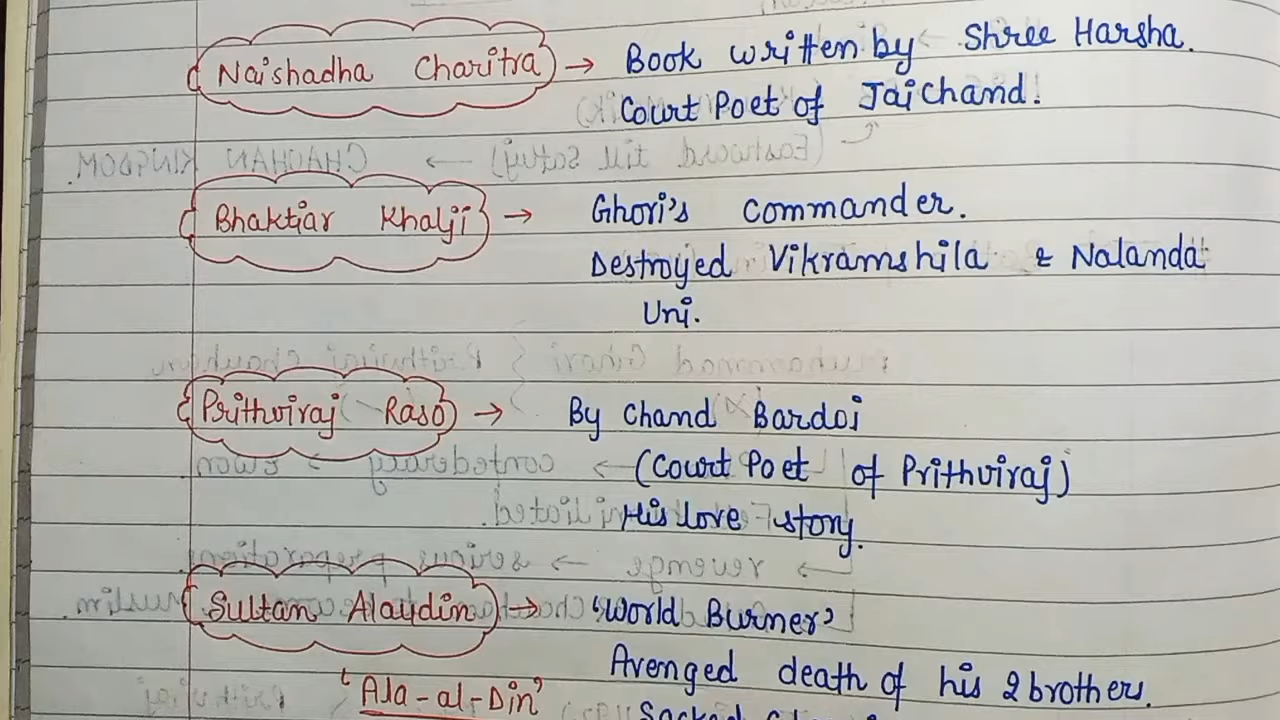 Naishadha Charitra → Book written by Shree Harsha.
Court Poet of Jaichand.
Bhaktiar Khalji → Ghori's commander.
Destroyed Vikramshila & Nalanda
Uni.
Prithviraj Raso → By Chand Bardoi
(Court Poet of Prithviraj)
His love story.
Sultan Alaudin → 'World Burner'
Avenged death of his 2 brothers.
'Ala-al-Din'
Sacked